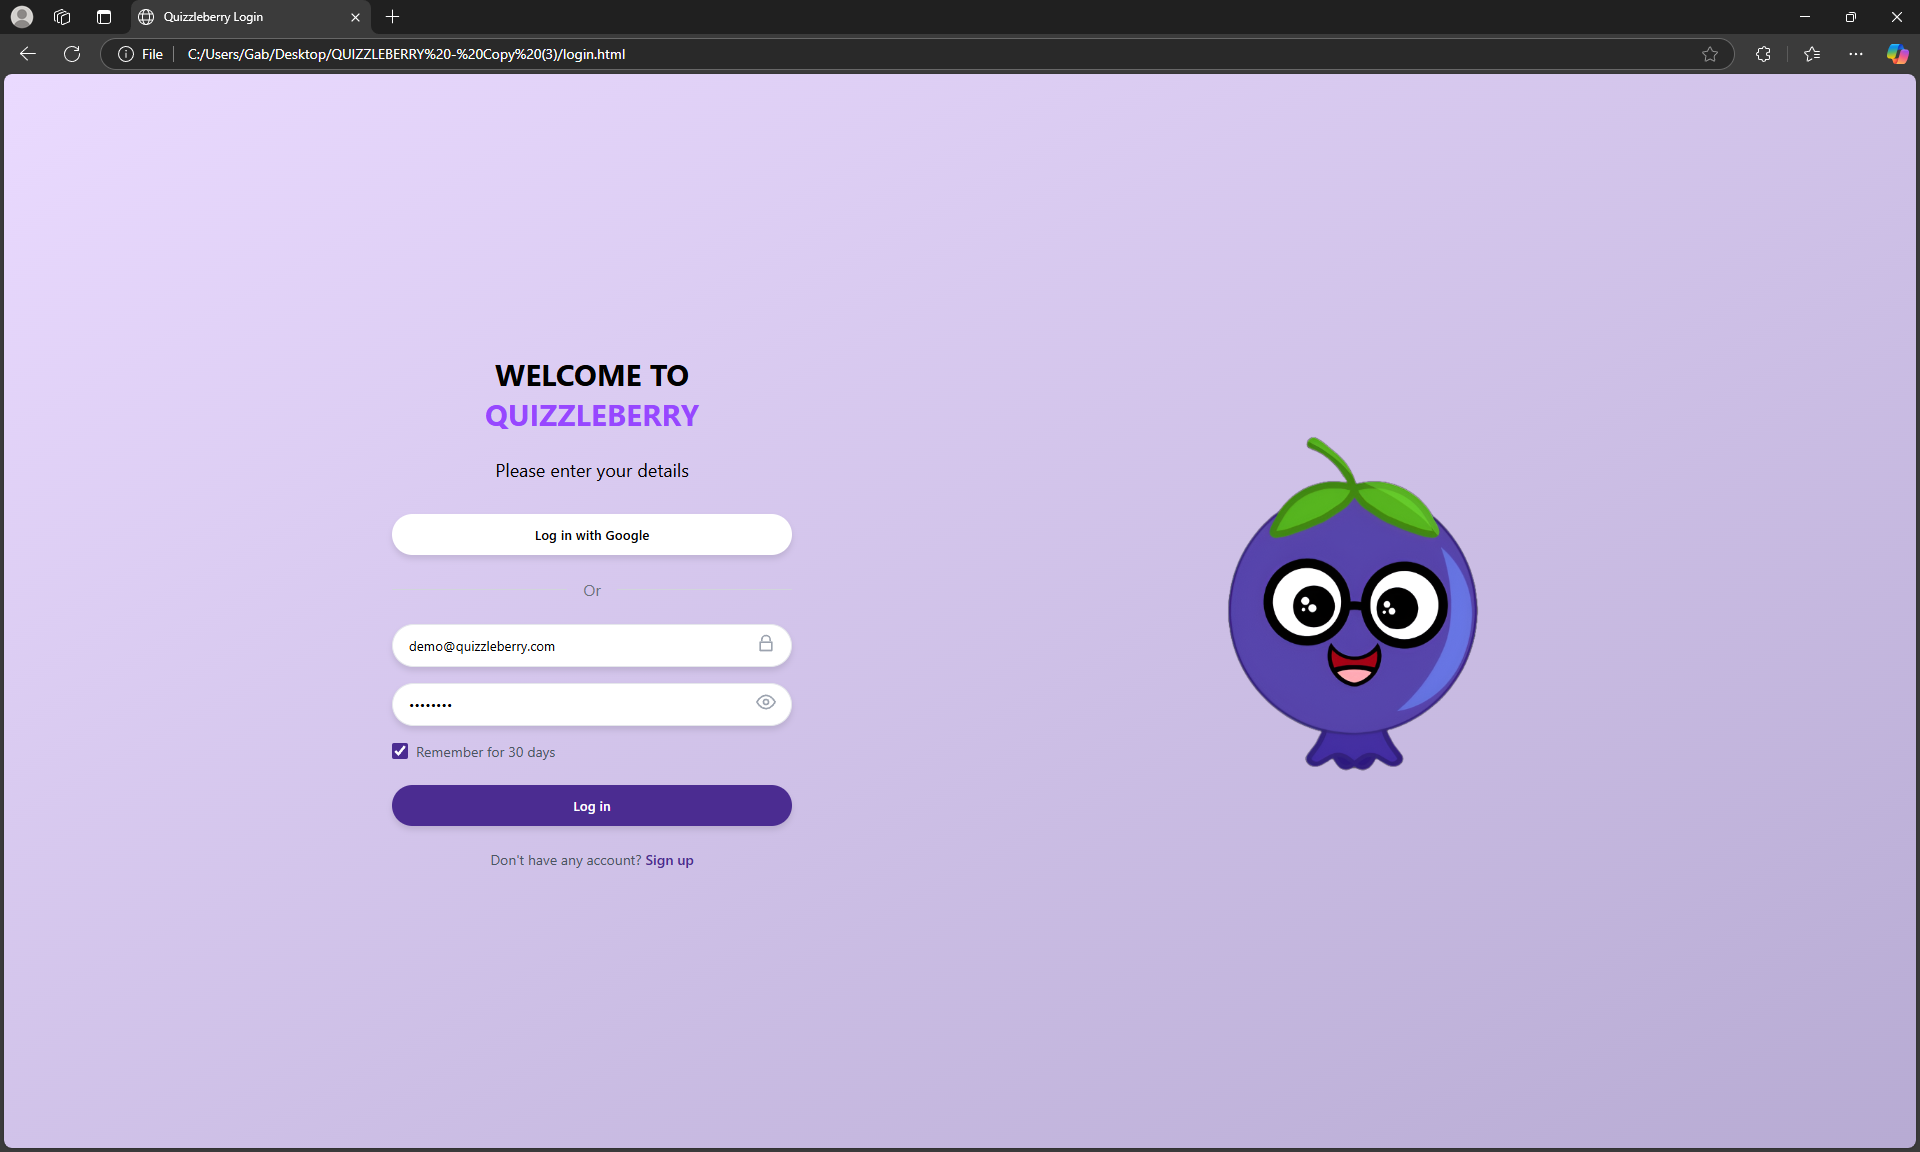 Quizzleberry Login
File
C:/Users/Gab/Desktop/QUIZZLEBERRY%20-%20Copy%20(3)/login.html
WELCOME TO
QUIZZLEBERRY
Please enter your details
Log in with Google
Or
demo@quizzleberry.com
••••••••
Remember for 30 days
Log in
Don't have any account? Sign up